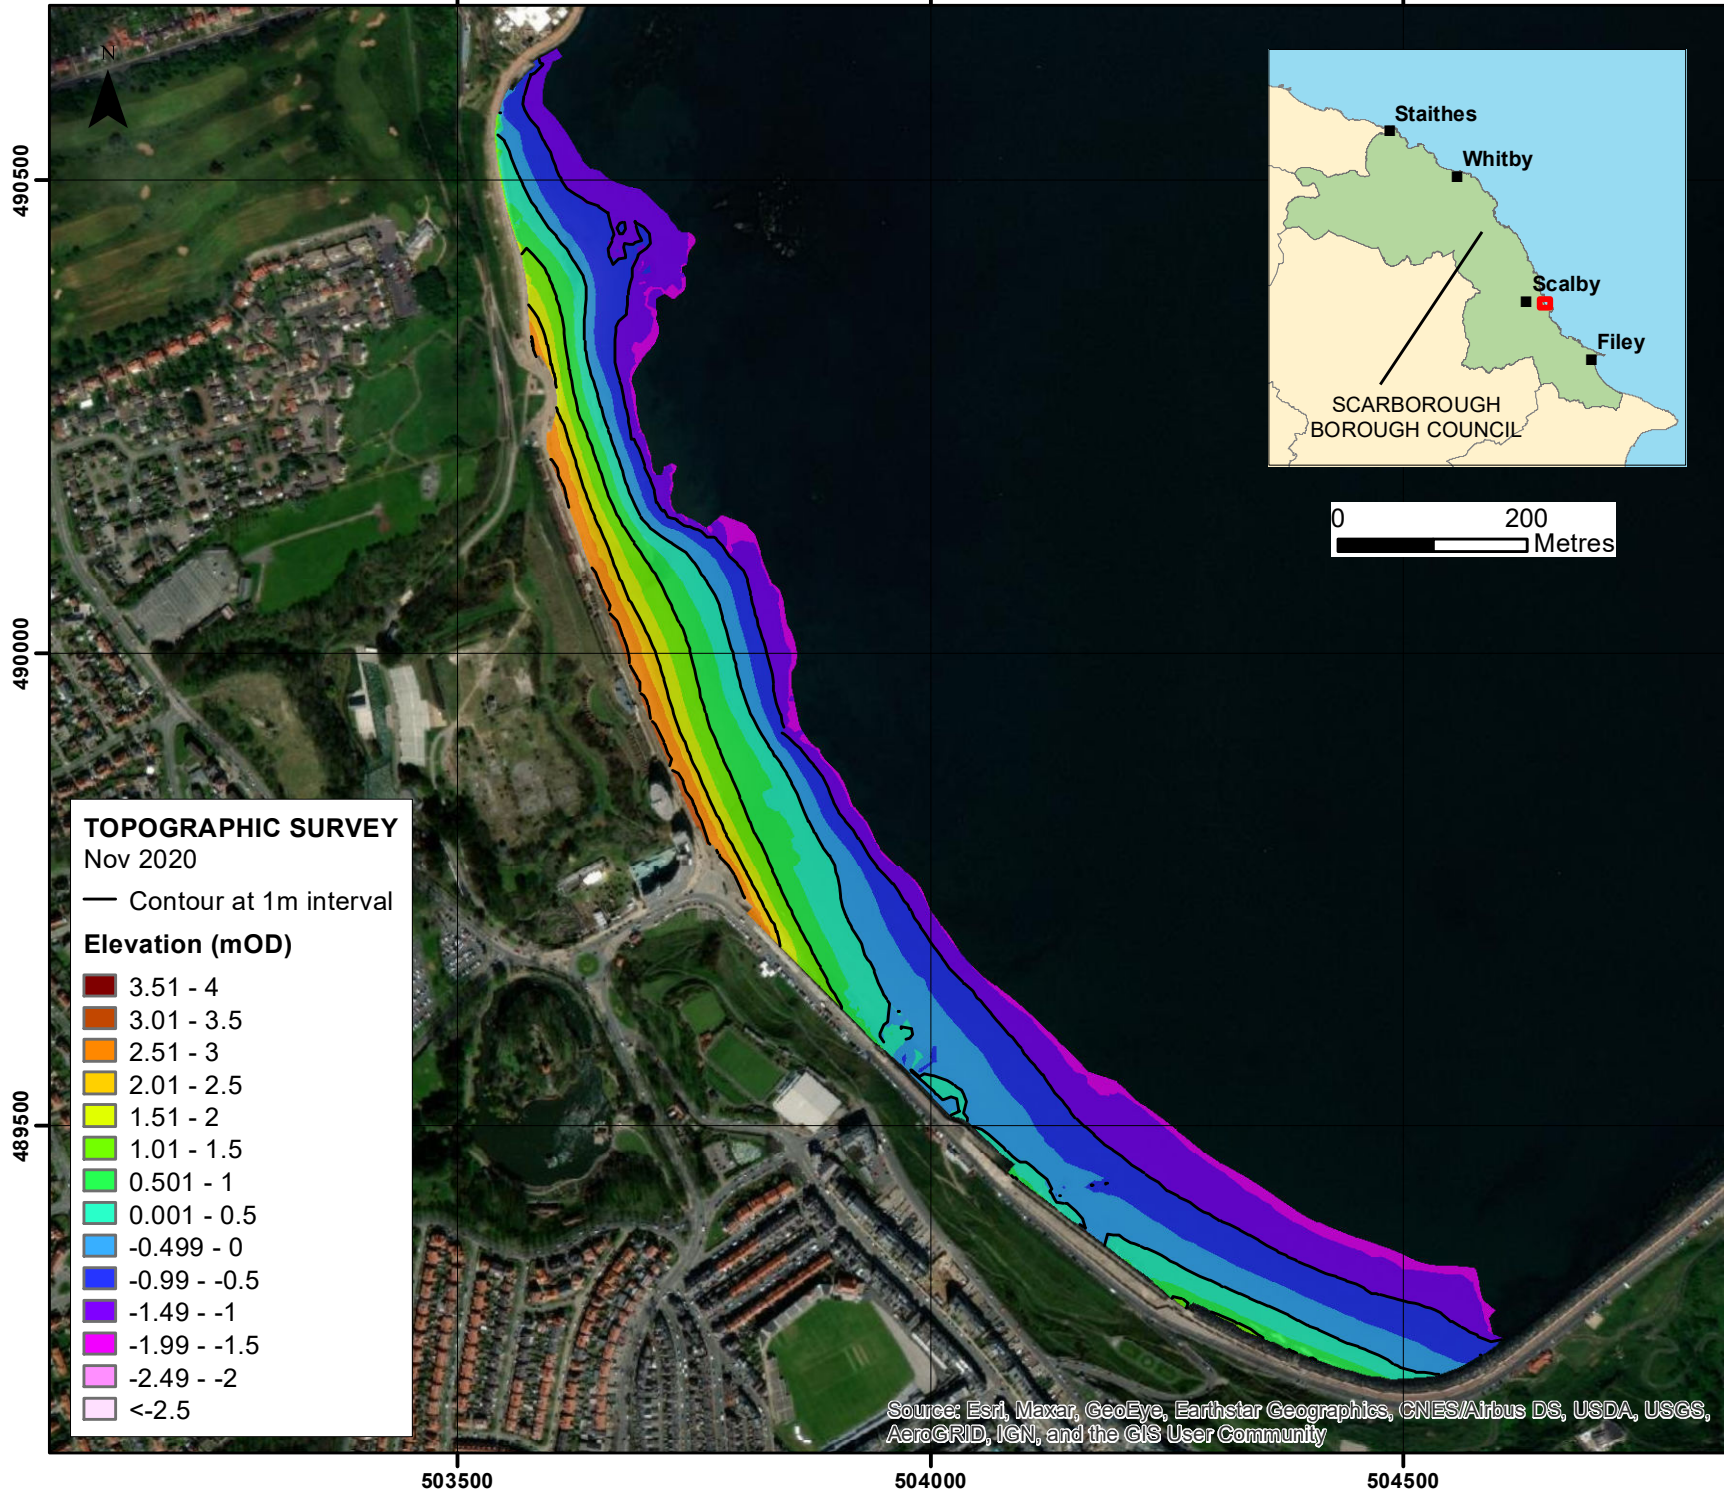 N
Staithes
Whitby
Scalby
Filey
SCARBOROUGH
BOROUGH COUNCIL
0 200
Metres
490500
490000
489500
TOPOGRAPHIC SURVEY
Nov 2020
Contour at 1m interval
Elevation (mOD)
3.51 - 4
3.01 - 3.5
2.51 - 3
2.01 - 2.5
1.51 - 2
1.01 - 1.5
0.501 - 1
0.001 - 0.5
-0.499 - 0
-0.99 - -0.5
-1.49 - -1
-1.99 - -1.5
-2.49 - -2
<-2.5
Source: Esri, Maxar, GeoEye, Earthstar Geographics, CNES/Airbus DS, USDA, USGS,
AeroGRID, IGN, and the GIS User Community
503500 504000 504500